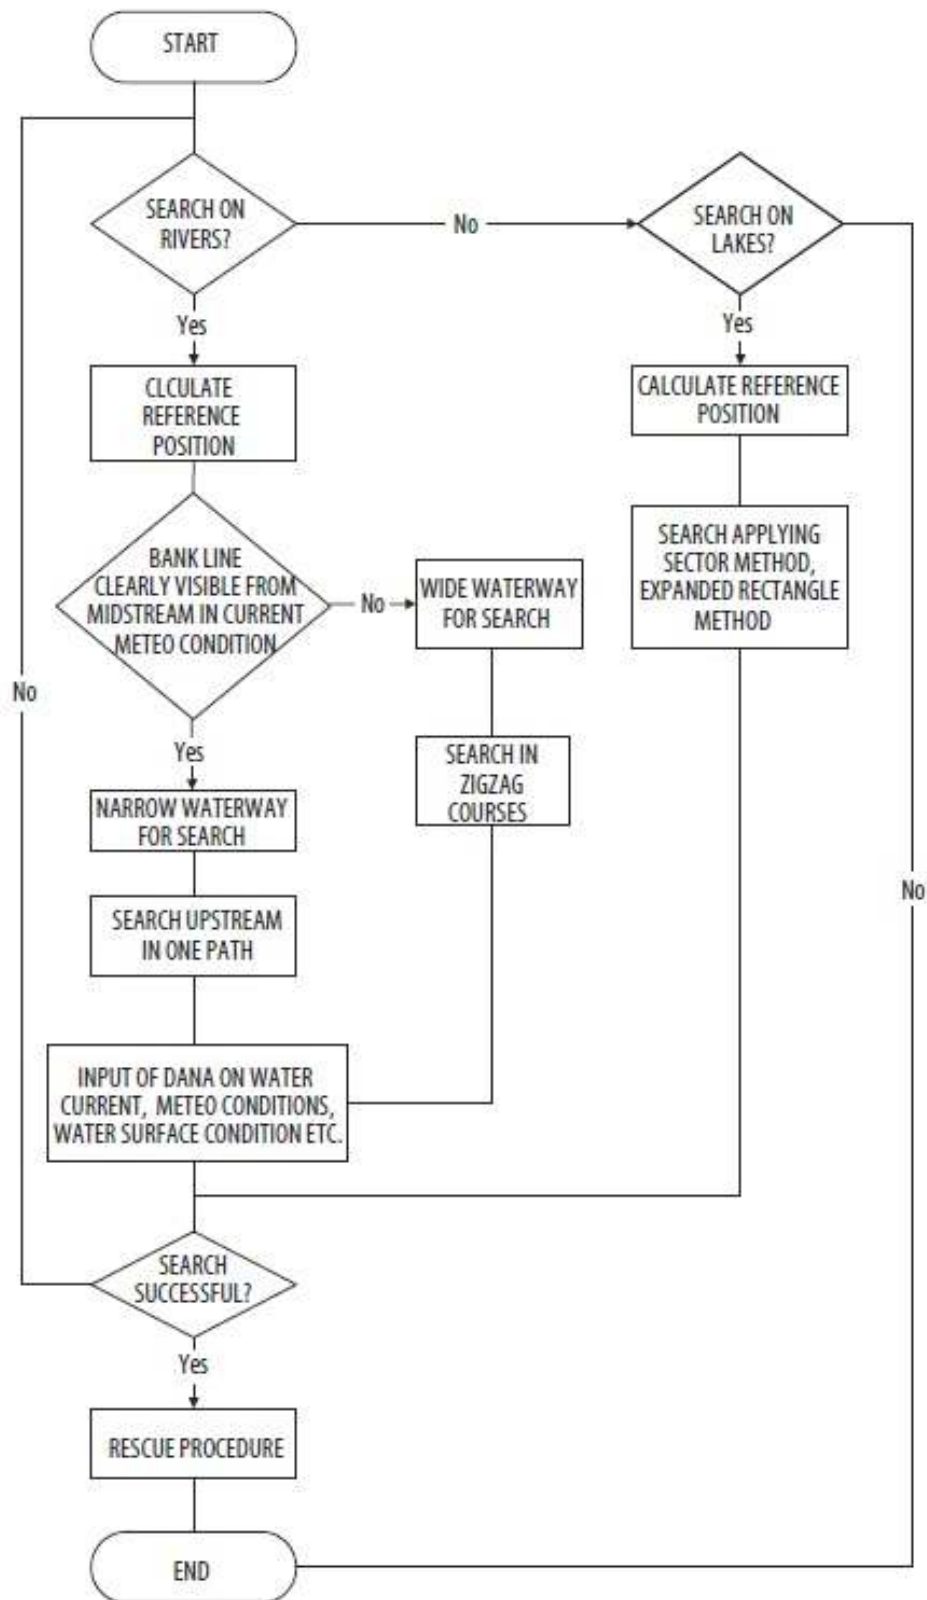 START
SEARCH ON
RIVERS?
No
SEARCH ON
LAKES?
Yes
Yes
CLCULATE
REFERENCE
POSITION
CALCULATE REFERENCE
POSITION
BANK LINE
CLEARLY VISIBLE FROM
MIDSTREAM IN CURRENT
METEO CONDITION
No
WIDE WATERWAY
FOR SEARCH
SEARCH APPLYING
SECTOR METHOD,
EXPANDED RECTANGLE
METHOD
No
Yes
SEARCH IN
ZIGZAG
COURSES
NARROW WATERWAY
FOR SEARCH
No
SEARCH UPSTREAM
IN ONE PATH
INPUT OF DANA ON WATER
CURRENT, METEO CONDITIONS,
WATER SURFACE CONDITION ETC.
SEARCH
SUCCESSFUL?
Yes
RESCUE PROCEDURE
END